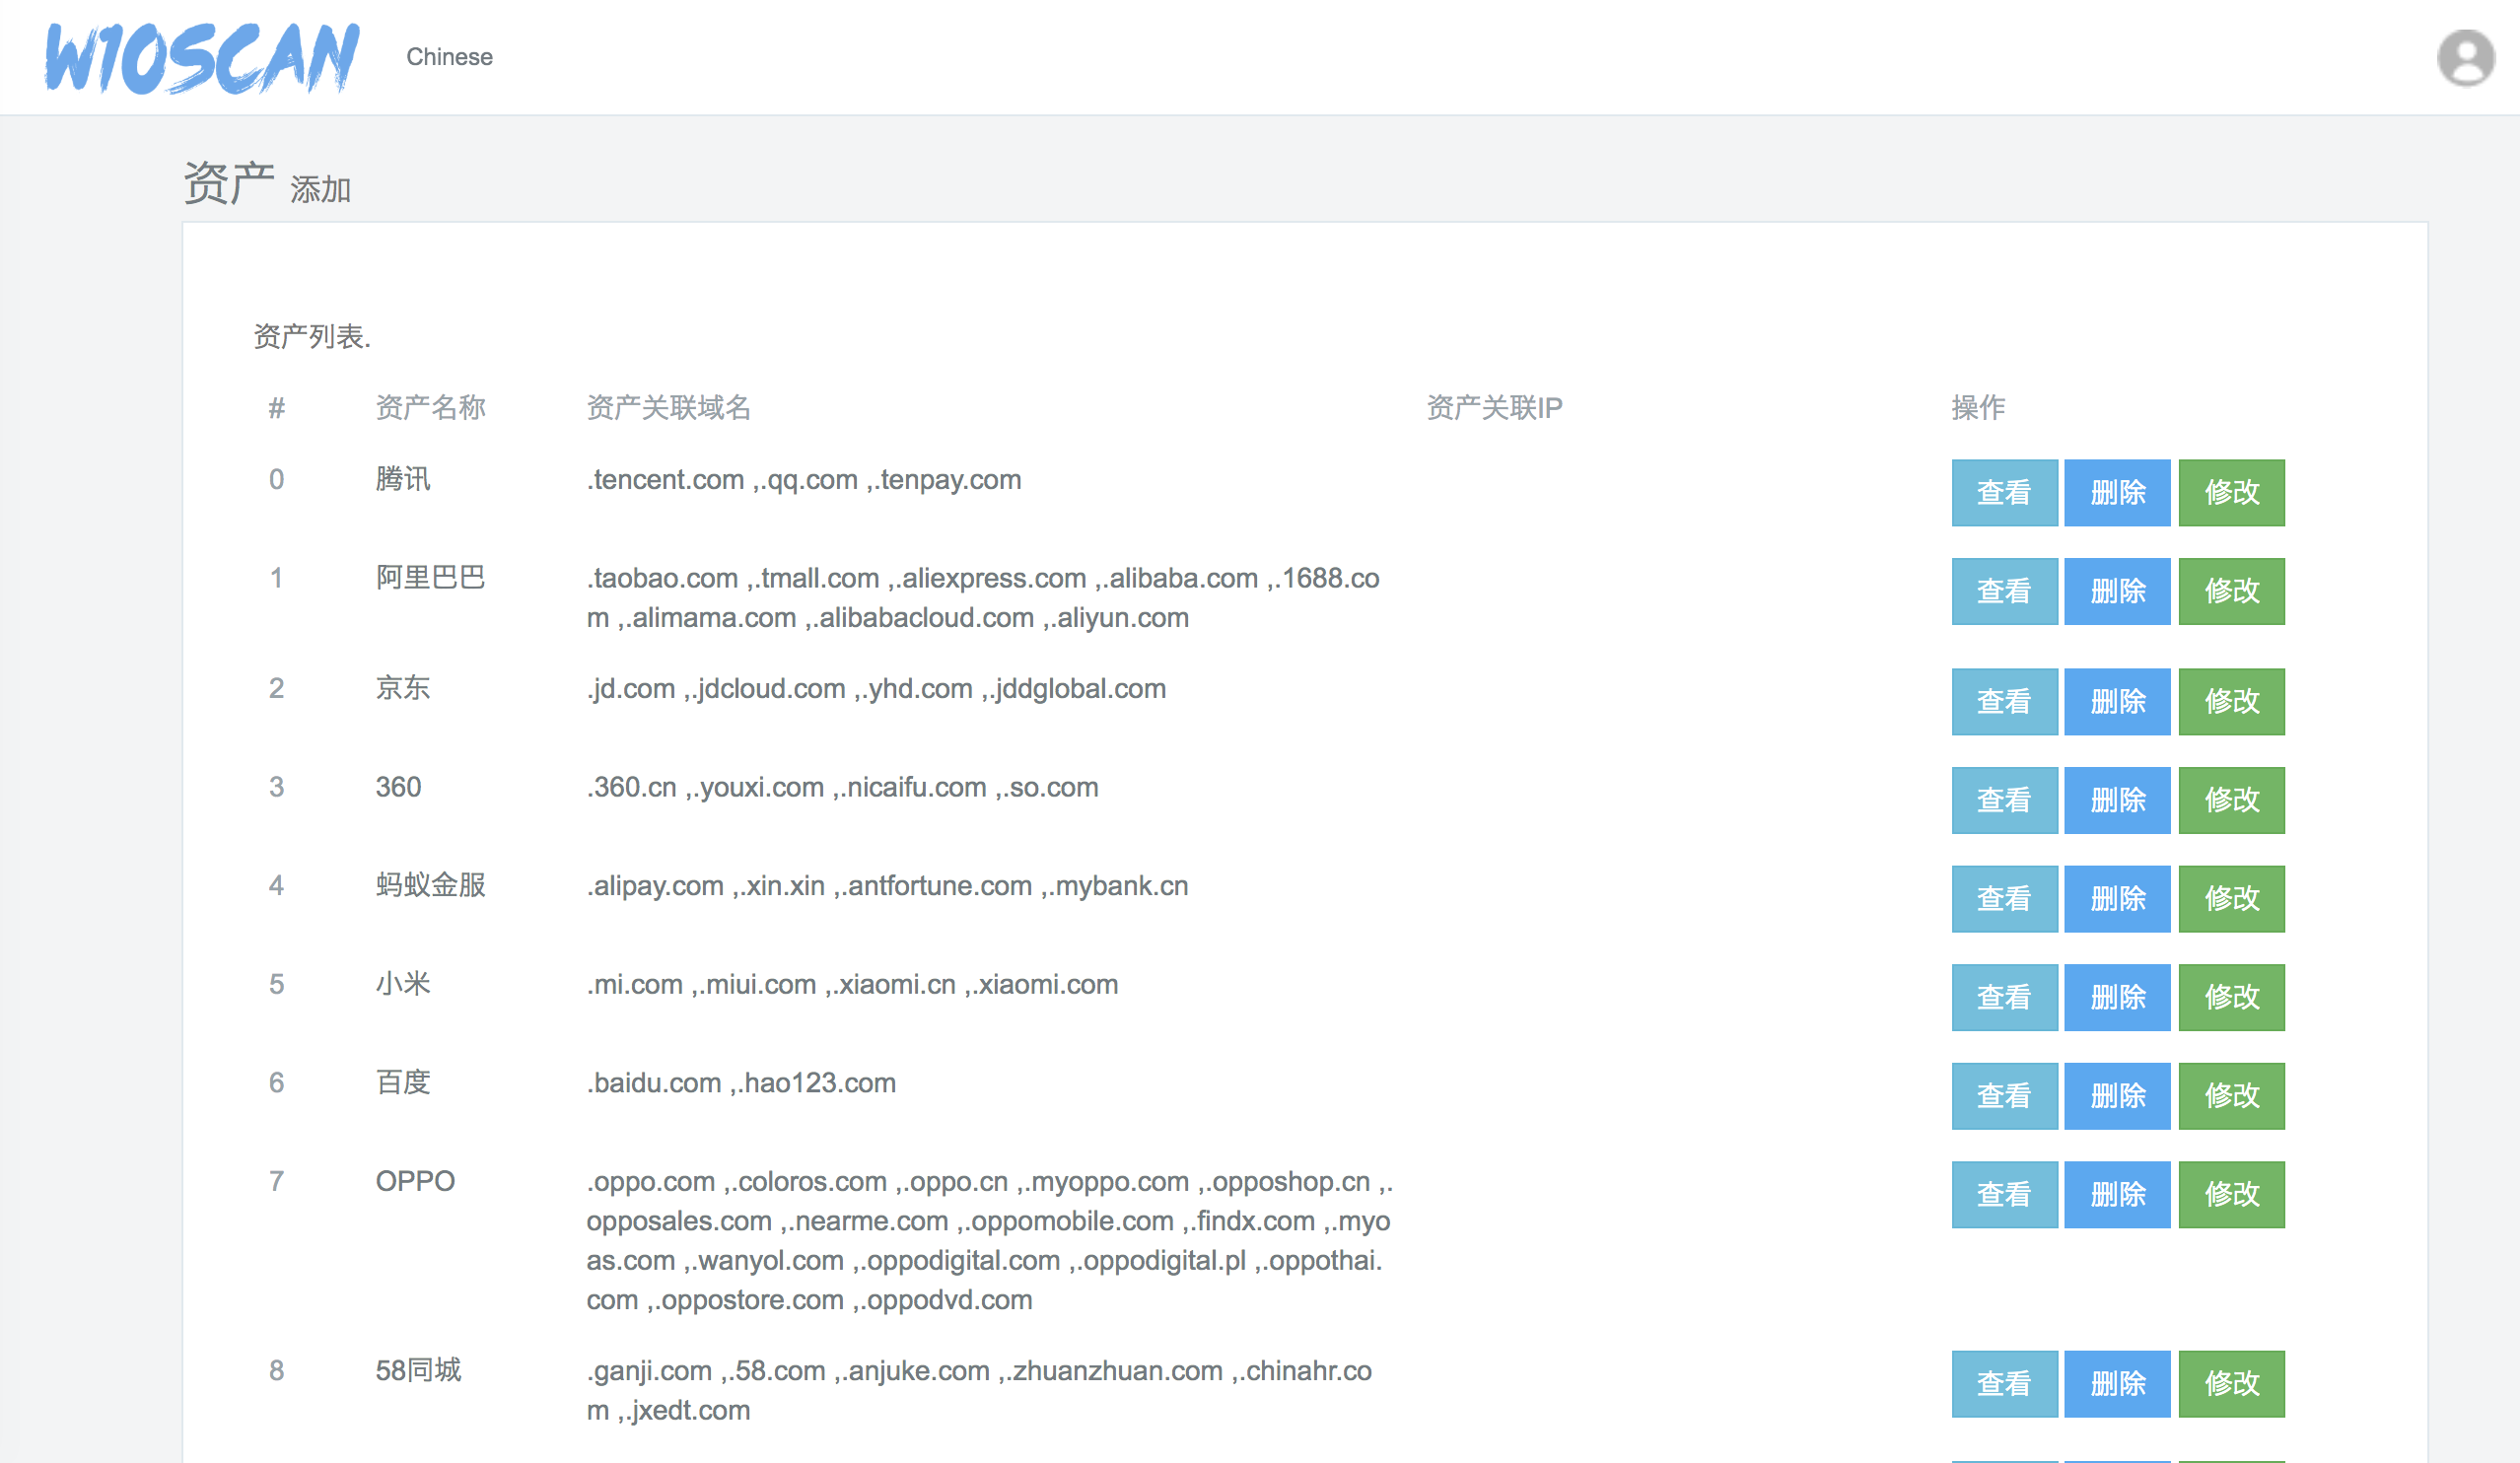 W10SCAN
Chinese
资产 添加
资产列表.
# 资产名称 资产关联域名 资产关联IP 操作
0 腾讯 .tencent.com ,.qq.com ,.tenpay.com 查看 删除 修改
1 阿里巴巴 .taobao.com ,.tmall.com ,.aliexpress.com ,.alibaba.com ,.1688.co 查看 删除 修改
m ,.alimama.com ,.alibabacloud.com ,.aliyun.com
2 京东 .jd.com ,.jdcloud.com ,.yhd.com ,.jddglobal.com 查看 删除 修改
3 360 .360.cn ,.youxi.com ,.nicaifu.com ,.so.com 查看 删除 修改
4 蚂蚁金服 .alipay.com ,.xin.xin ,.antfortune.com ,.mybank.cn 查看 删除 修改
5 小米 .mi.com ,.miui.com ,.xiaomi.cn ,.xiaomi.com 查看 删除 修改
6 百度 .baidu.com ,.hao123.com 查看 删除 修改
7 OPPO .oppo.com ,.coloros.com ,.oppo.cn ,.myoppo.com ,.opposhop.cn ,. 查看 删除 修改
opposales.com ,.nearme.com ,.oppomobile.com ,.findx.com ,.myo
as.com ,.wanyol.com ,.oppodigital.com ,.oppodigital.pl ,.oppothai.
com ,.oppostore.com ,.oppodvd.com
8 58同城 .ganji.com ,.58.com ,.anjuke.com ,.zhuanzhuan.com ,.chinahr.co 查看 删除 修改
m ,.jxedt.com